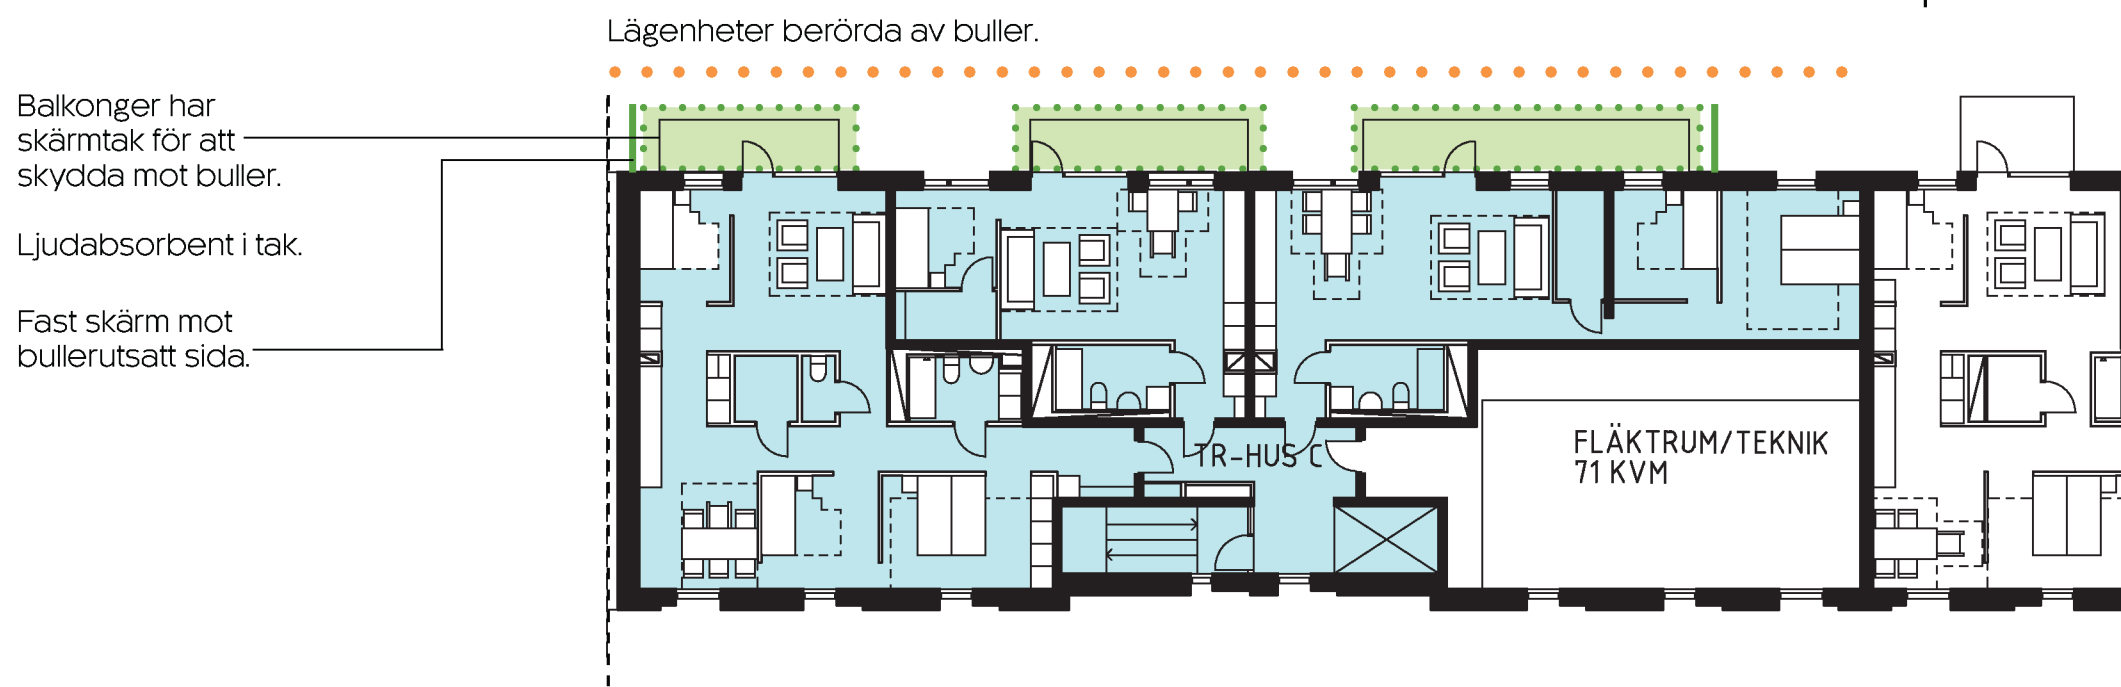 Lägenheter berörda av buller.
Balkonger har
skärmtak för att
skydda mot buller.
Ljudabsorbent i tak.
Fast skärm mot
bullerutsatt sida.
TR-HUS C
FLÄKTRUM/TEKNIK
71 KVM